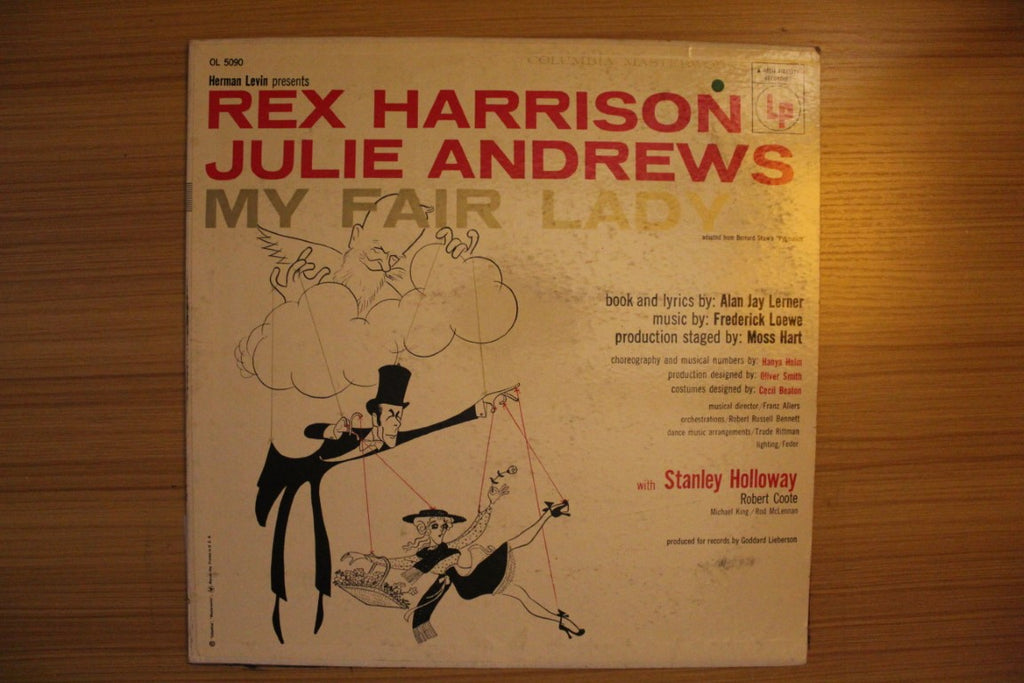 OL 5090
COLUMBIA MASTERWORKS
Herman Levin presents
REX HARRISON
JULIE ANDREWS
MY FAIR LADY
LP
adapted from Bernard Shaw's "Pygmalion"
book and lyrics by: Alan Jay Lerner
music by: Frederick Loewe
production staged by: Moss Hart
choreography and musical numbers by: Hanya Holm
production designed by: Oliver Smith
costumes designed by: Cecil Beaton
musical director/Franz Allers
orchestrations/Robert Russell Bennett
dance music arrangements/Trude Rittman
lighting/Feder
with Stanley Holloway
Robert Coote
Michael King/Rod McLennan
produced for records by Goddard Lieberson